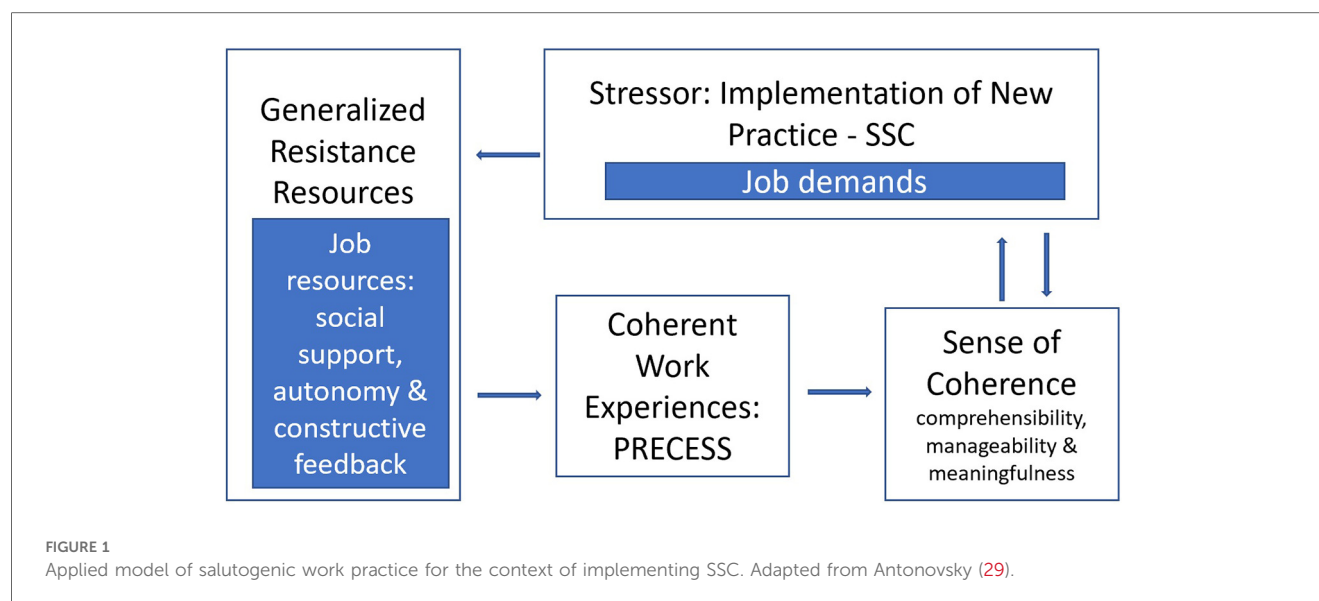 Generalized
Resistance
Resources
Job
resources:
social
support,
autonomy &
constructive
feedback
Stressor: Implementation of New
Practice - SSC
Job demands
Coherent
Work
Experiences:
PRECESS
Sense of
Coherence
comprehensibility,
manageability &
meaningfulness
FIGURE 1
Applied model of salutogenic work practice for the context of implementing SSC. Adapted from Antonovsky (29).